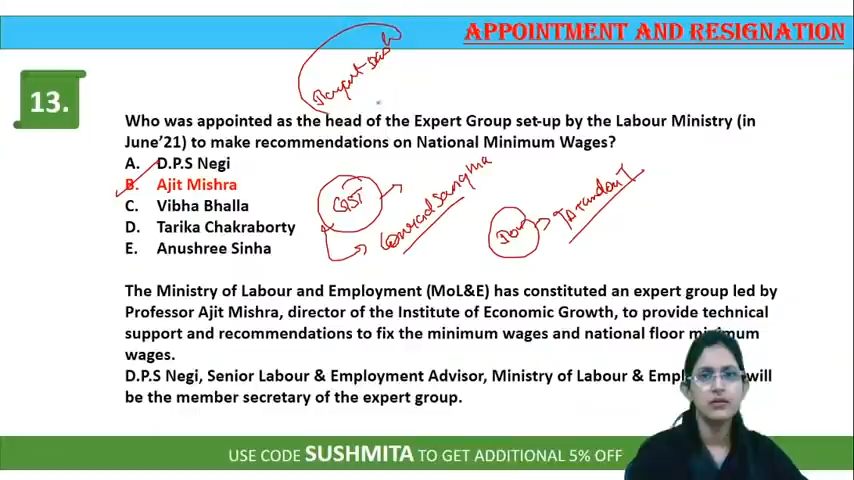 APPOINTMENT AND RESIGNATION
13.
Who was appointed as the head of the Expert Group set-up by the Labour Ministry (in
June’21) to make recommendations on National Minimum Wages?
A. D.P.S Negi
B. Ajit Mishra
C. Vibha Bhalla
D. Tarika Chakraborty
E. Anushree Sinha
GST
Conrad Sangma
The Ministry of Labour and Employment (MoL&E) has constituted an expert group led by
Professor Ajit Mishra, director of the Institute of Economic Growth, to provide technical
support and recommendations to fix the minimum wages and national floor minimum
wages.
D.P.S Negi, Senior Labour & Employment Advisor, Ministry of Labour & Empl will
be the member secretary of the expert group.
USE CODE SUSHMITA TO GET ADDITIONAL 5% OFF